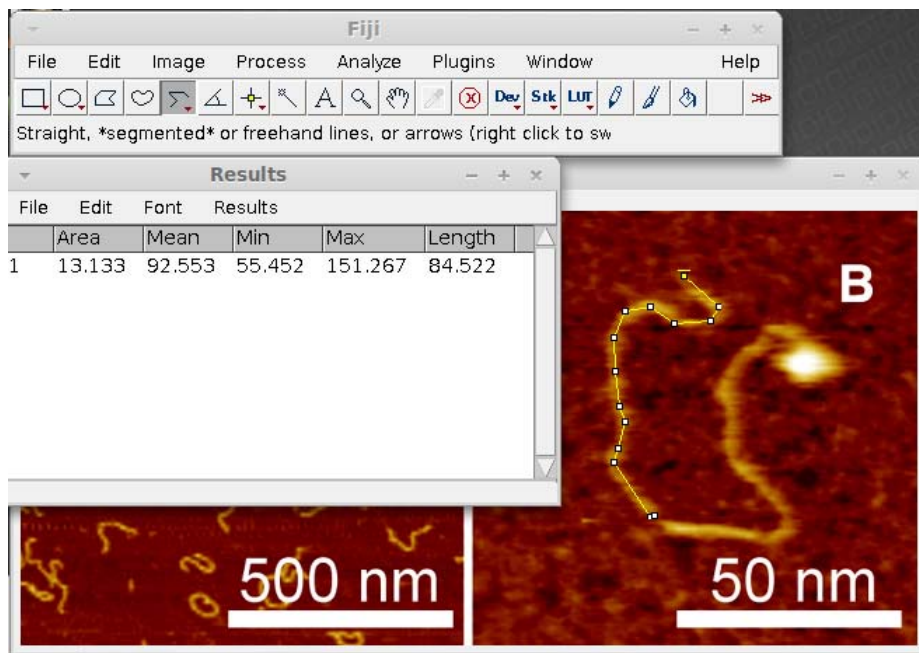 Fiji
File Edit Image Process Analyze Plugins Window Help
A Dev Stk LUT
Straight, *segmented* or freehand lines, or arrows (right click to sw
Results
File Edit Font Results
Area Mean Min Max Length
1 13.133 92.553 55.452 151.267 84.522
B
500 nm
50 nm